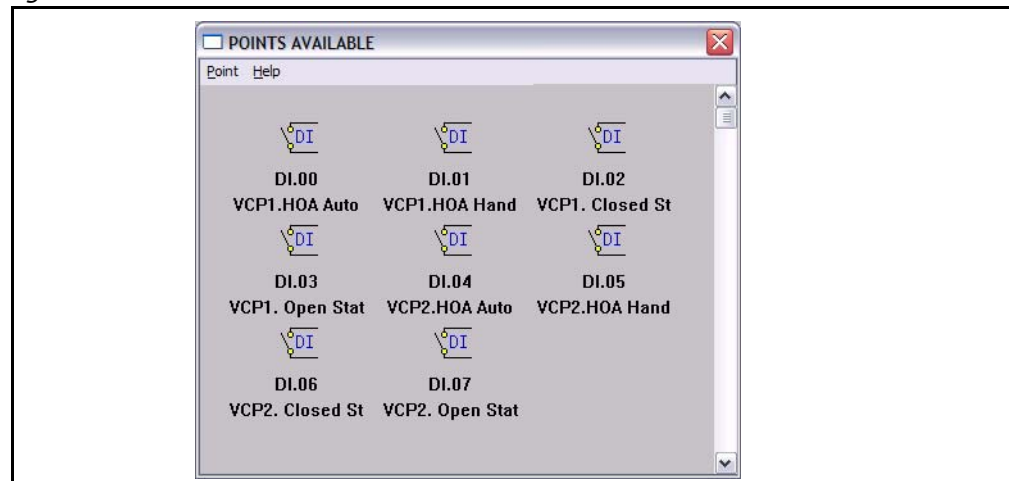 POINTS AVAILABLE
Point Help
DI DI DI
DI.00 DI.01 DI.02
VCP1.HOA Auto VCP1.HOA Hand VCP1. Closed St
DI DI DI
DI.03 DI.04 DI.05
VCP1. Open Stat VCP2.HOA Auto VCP2.HOA Hand
DI DI
DI.06 DI.07
VCP2. Closed St VCP2. Open Stat